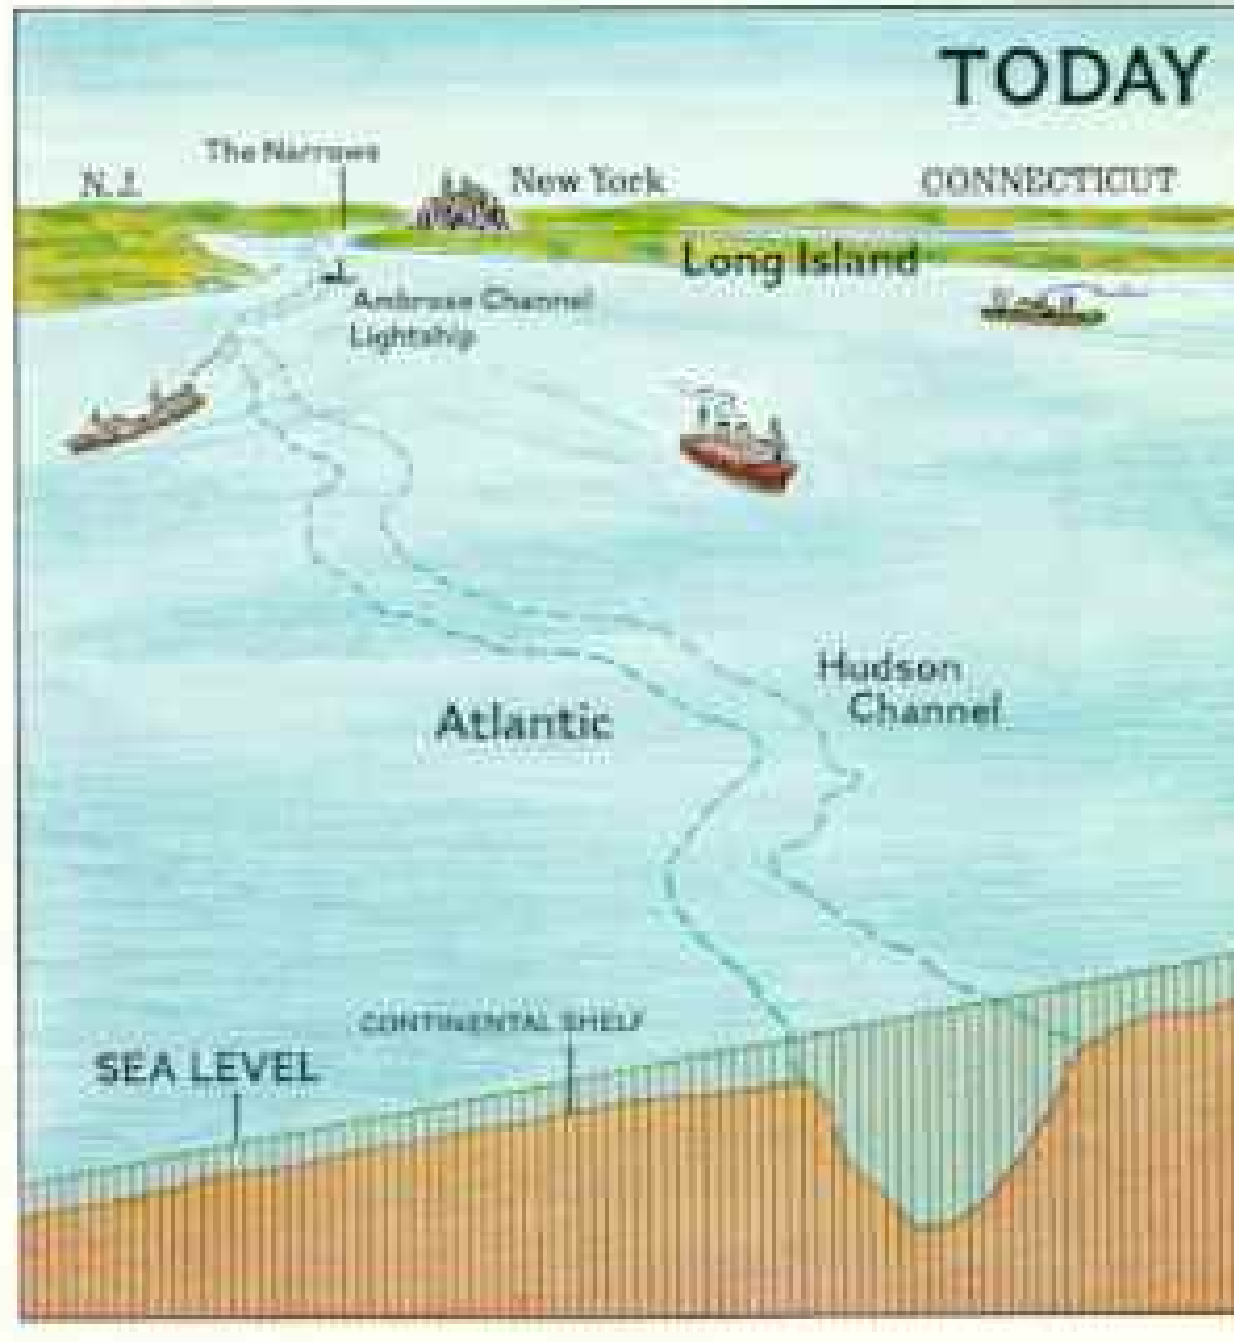 TODAY
The Narrows
N.J.
New York
CONNECTICUT
Long Island
Ambrose Channel
Lightship
Hudson
Channel
Atlantic
CONTINENTAL SHELF
SEA LEVEL